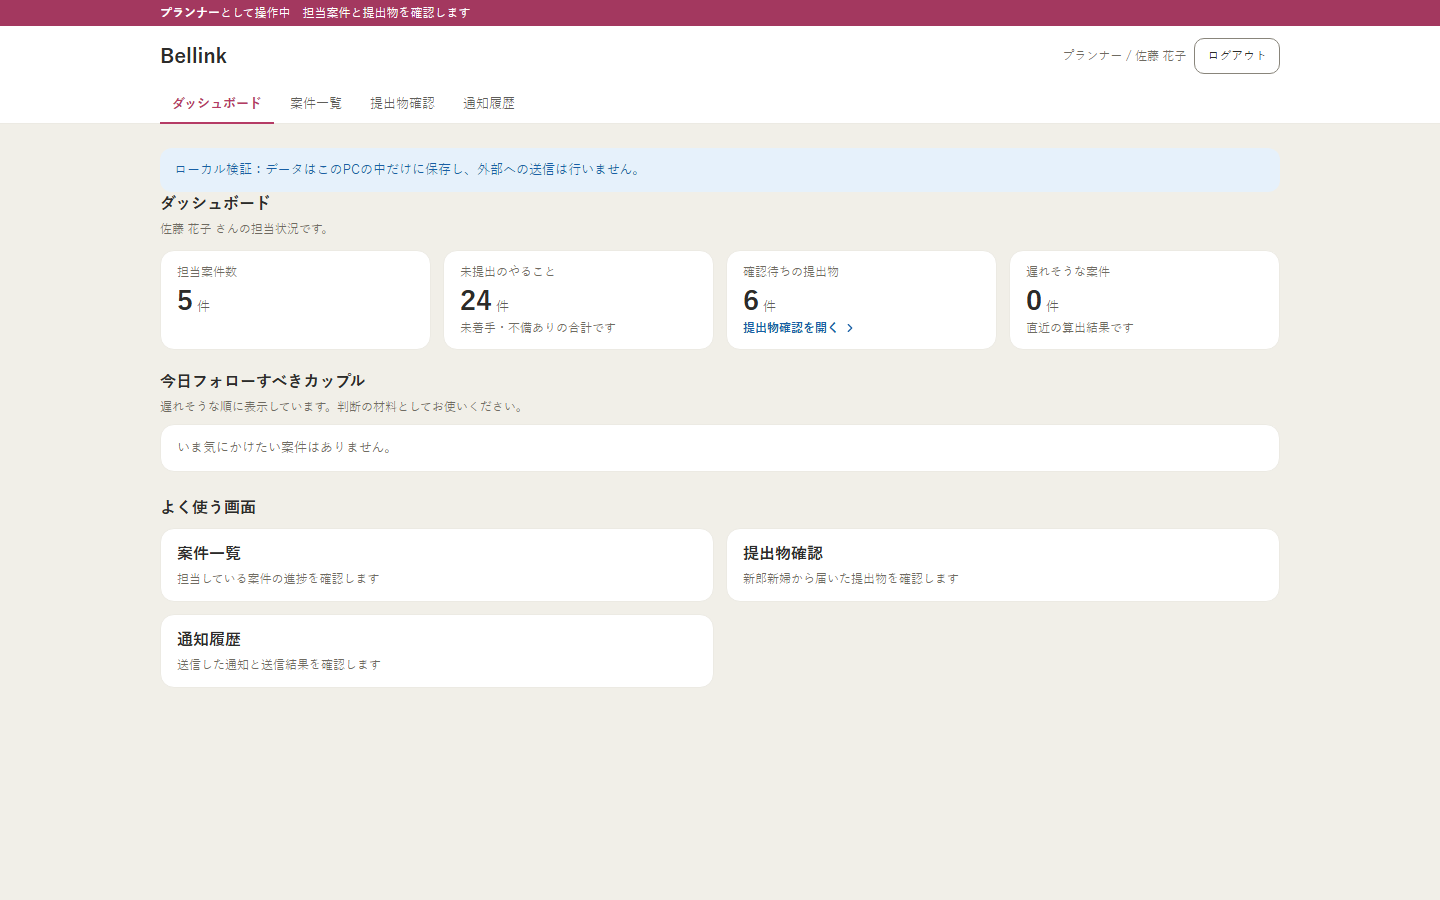 プランナーとして操作中 担当案件と提出物を確認します
Bellink
プランナー / 佐藤 花子
ログアウト
ダッシュボード 案件一覧 提出物確認 通知履歴
ローカル検証：データはこのPCの中だけに保存し、外部への送信は行いません。
ダッシュボード
佐藤 花子 さんの担当状況です。
担当案件数
5 件
未提出のやること
24 件
未着手・不備ありの合計です
確認待ちの提出物
6 件
提出物確認を開く
遅れそうな案件
0 件
直近の算出結果です
今日フォローすべきカップル
遅れそうな順に表示しています。判断の材料としてお使いください。
いま気にかけたい案件はありません。
よく使う画面
案件一覧
担当している案件の進捗を確認します
提出物確認
新郎新婦から届いた提出物を確認します
通知履歴
送信した通知と送信結果を確認します